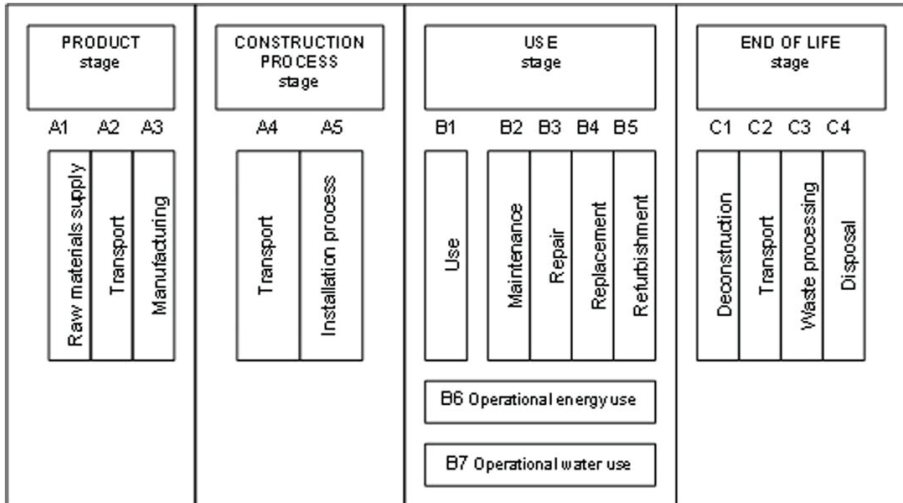 PRODUCT
stage
CONSTRUCTION
PROCESS
stage
USE
stage
END OF LIFE
stage
A1 A2 A3
A4 A5
B1 B2 B3 B4 B5
C1 C2 C3 C4
Raw materials supply
Transport
Manufacturing
Transport
Installation process
Use
Maintenance
Repair
Replacement
Refurbishment
Deconstruction
Transport
Waste processing
Disposal
B6 Operational energy use
B7 Operational water use